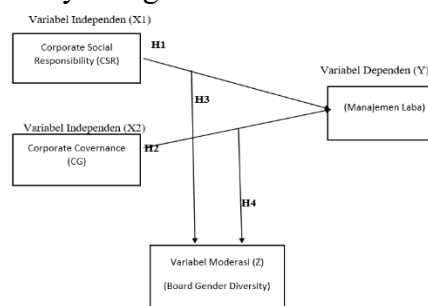 Variabel Independen (X1)
Corporate Social
Responsibility (CSR)
H1
Variabel Dependen (Y)
(Manajemen Laba)
H3
Variabel Independen (X2)
Corporate Covernance
(CG)
H2
H4
Variabel Moderasi (Z)
(Board Gender Diversity)